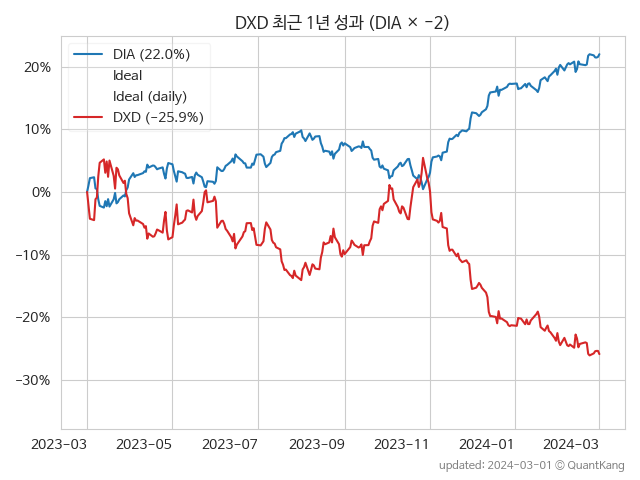 DXD 최근 1년 성과 (DIA × −2)
DIA (22.0%)
Ideal
Ideal (daily)
DXD (−25.9%)
20%
10%
0%
−10%
−20%
−30%
2023-03 2023-05 2023-07 2023-09 2023-11 2024-01 2024-03
updated: 2024-03-01 © QuantKang